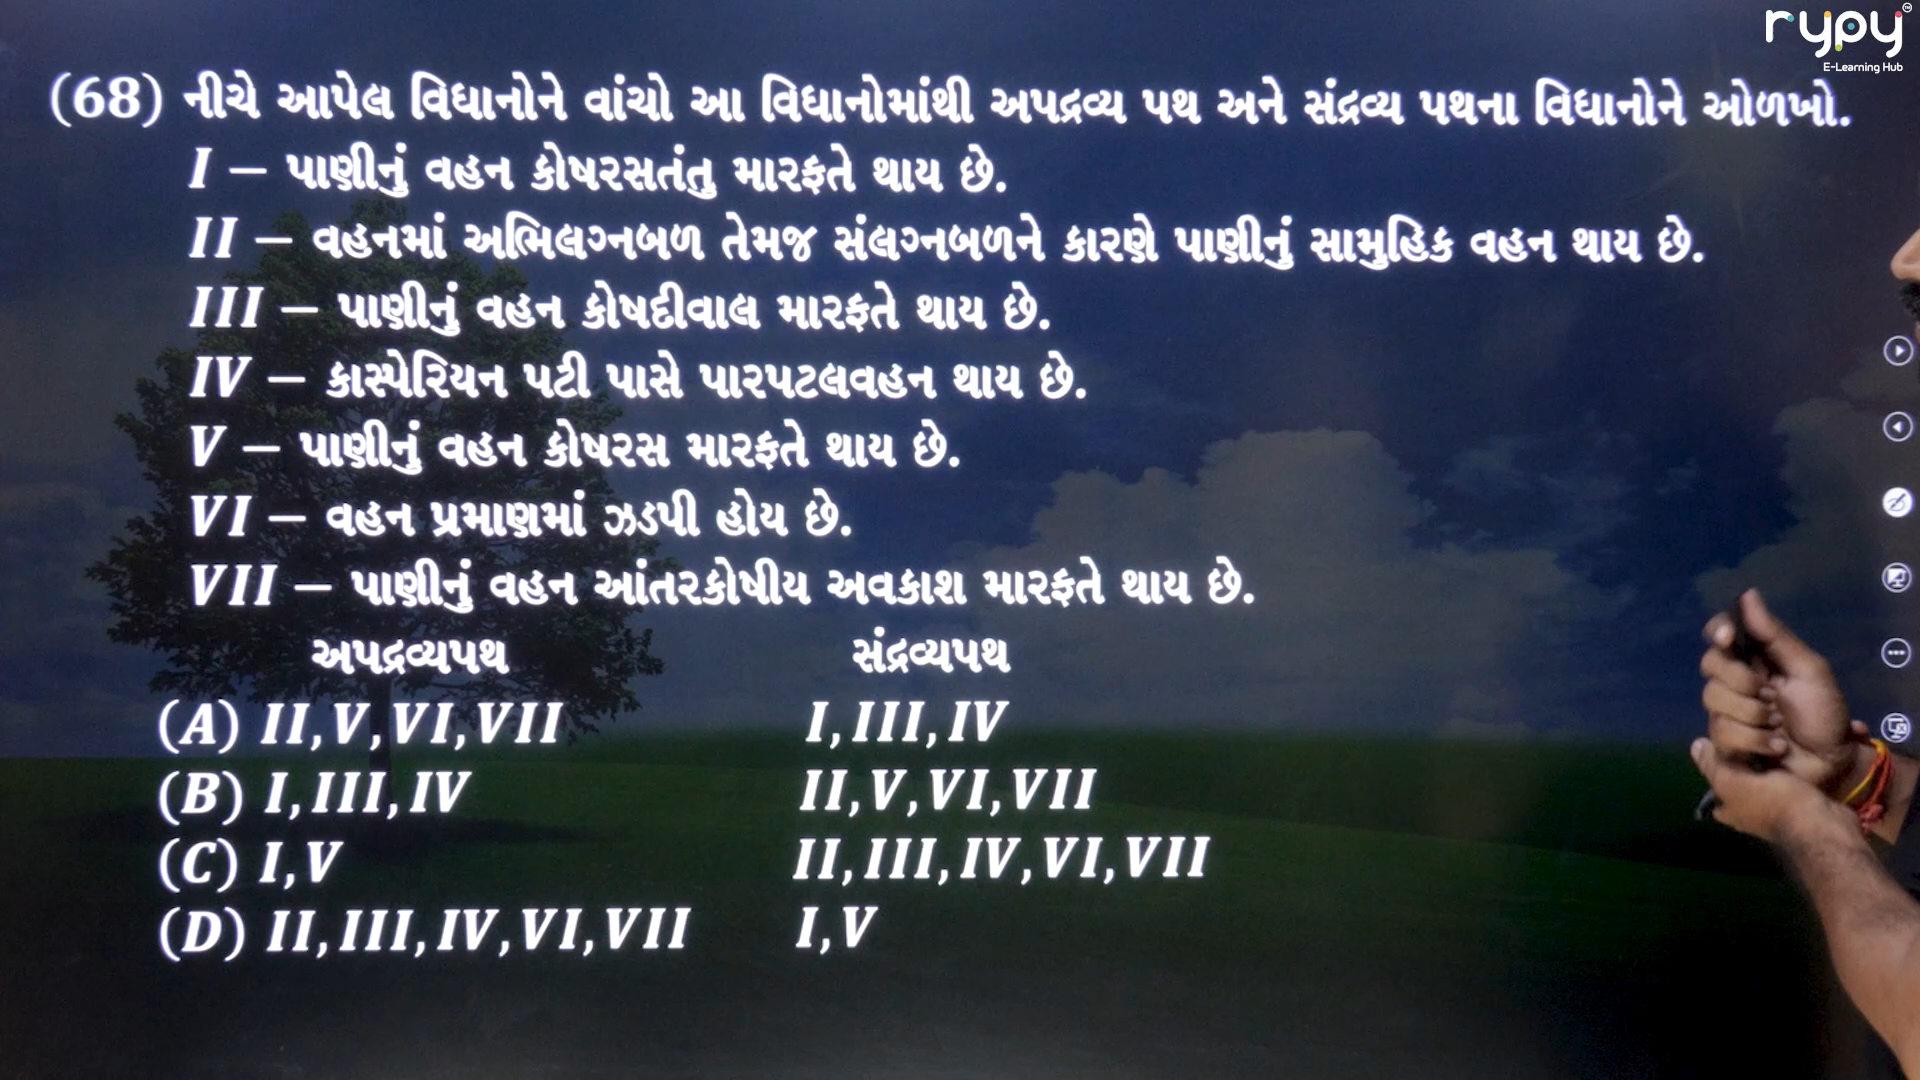 rypy
E-Learning Hub
(68) નીચે આપેલ વિધાનોને વાંચો આ વિધાનોમાંથી અપદ્રવ્ય પથ અને સંદ્રવ્ય પથના વિધાનોને ઓળખો.
I – પાણીનું વહન કોષરસતંતુ મારફતે થાય છે.
II – વહનમાં અભિલગ્નબળ તેમજ સંલગ્નબળને કારણે પાણીનું સામુહિક વહન થાય છે.
III – પાણીનું વહન કોષદીવાલ મારફતે થાય છે.
IV – કાસ્પેરિયન પટી પાસે પારપટલવહન થાય છે.
V – પાણીનું વહન કોષરસ મારફતે થાય છે.
VI – વહન પ્રમાણમાં ઝડપી હોય છે.
VII – પાણીનું વહન આંતરકોષીય અવકાશ મારફતે થાય છે.
અપદ્રવ્યપથ સંદ્રવ્યપથ
(A) II,V,VI,VII I,III,IV
(B) I,III,IV II,V,VI,VII
(C) I,V II,III,IV,VI,VII
(D) II,III,IV,VI,VII I,V